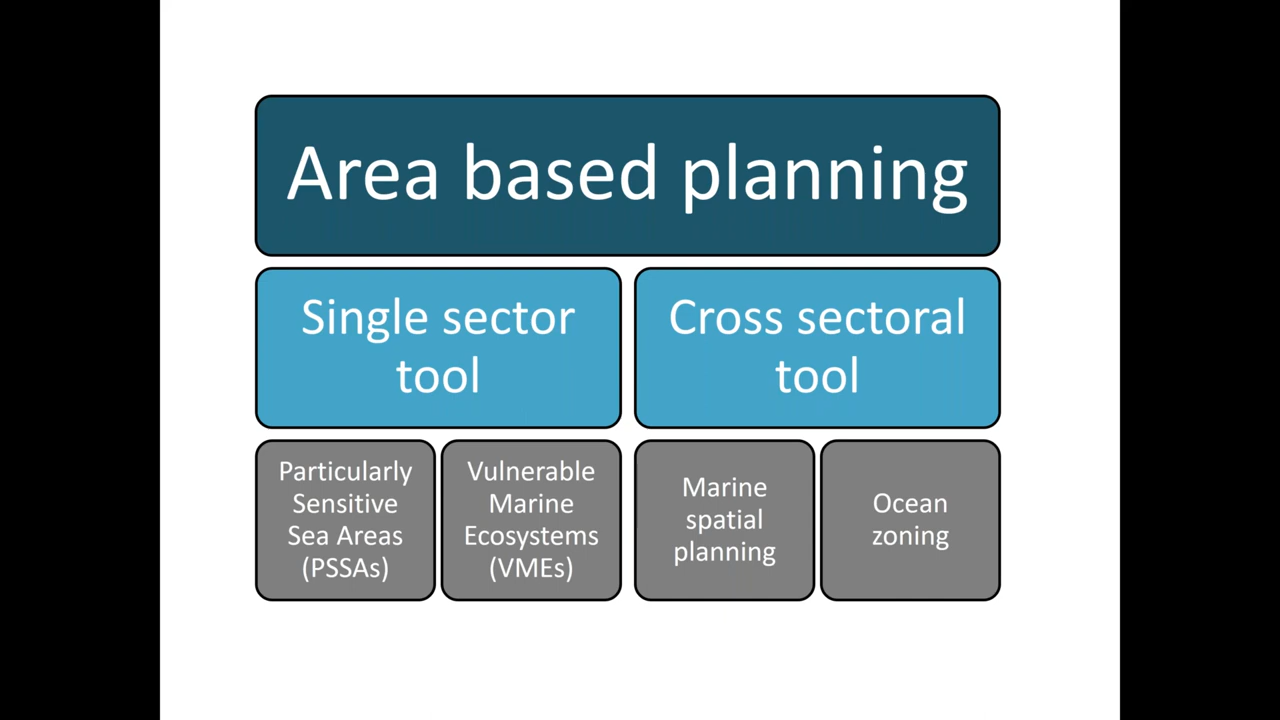 Area based planning
Single sector
tool
Cross sectoral
tool
Particularly
Sensitive
Sea Areas
(PSSAs)
Vulnerable
Marine
Ecosystems
(VMEs)
Marine
spatial
planning
Ocean
zoning